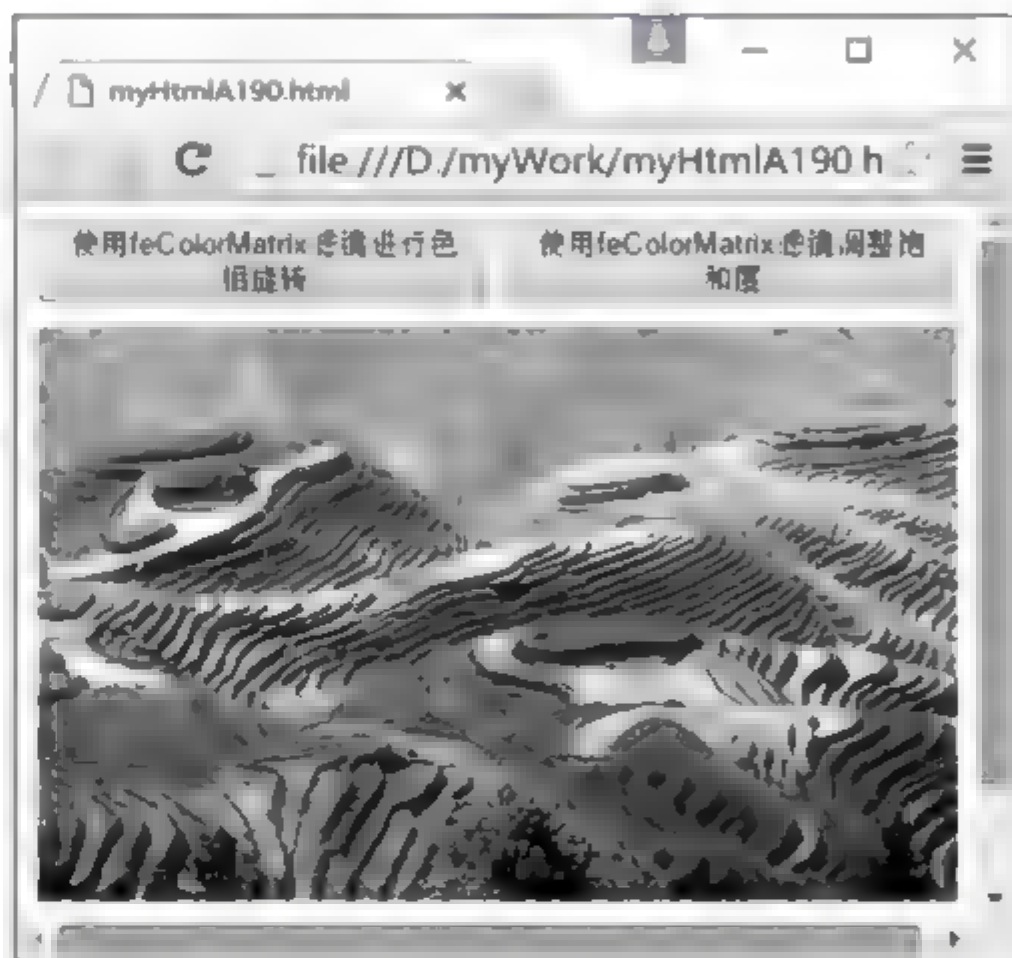 myHtmlA190.html
file:///D:/myWork/myHtmlA190.h
使用feColorMatrix滤镜进行色
相旋转
使用feColorMatrix滤镜调整饱
和度